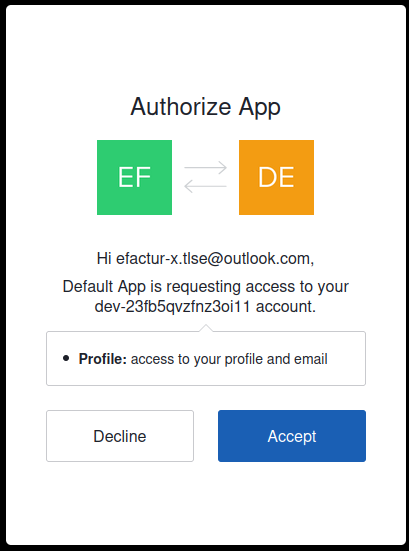 Authorize App
EF DE
Hi efactur-x.tlse@outlook.com,
Default App is requesting access to your
dev-23fb5qvzfnz3oi11 account.
Profile: access to your profile and email
Decline Accept